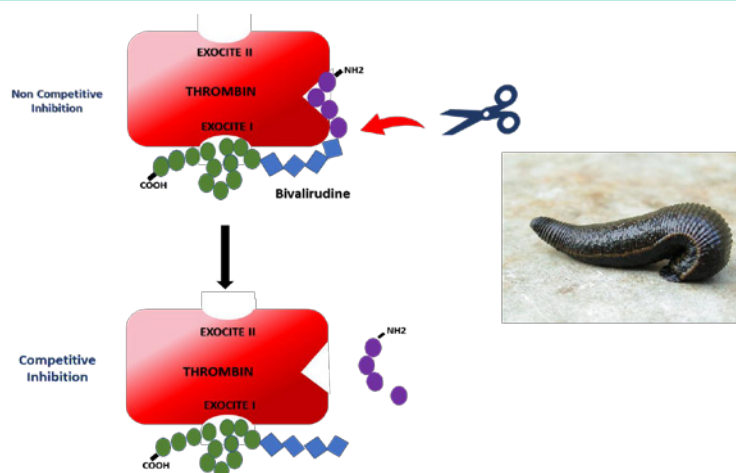 EXOCITE II
NH2
Non Competitive
Inhibition
THROMBIN
EXOCITE I
COOH
Bivalirudine
EXOCITE II
NH2
Competitive
Inhibition
THROMBIN
EXOCITE I
COOH